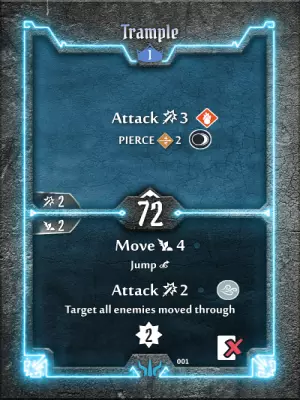 Trample
1
Attack 3
PIERCE 2
2
2
72
Move 4
Jump
Attack 2
Target all enemies moved through
2
001